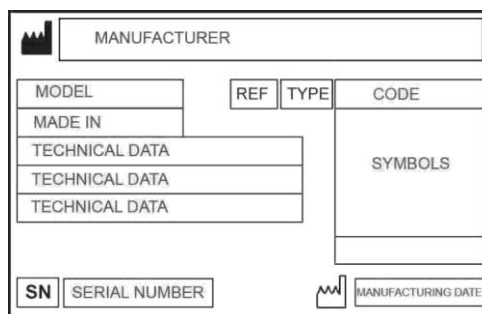 MANUFACTURER
MODEL REF TYPE CODE
MADE IN
TECHNICAL DATA
SYMBOLS
TECHNICAL DATA
TECHNICAL DATA
SN SERIAL NUMBER MANUFACTURING DATE